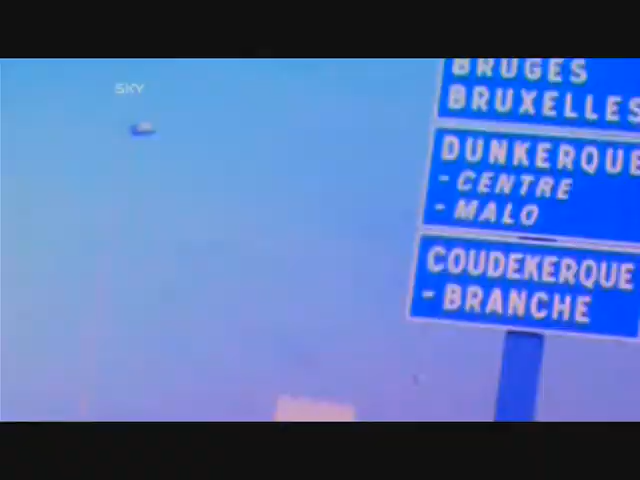 SKY
BRUGES
BRUXELLES
DUNKERQUE
- CENTRE
- MALO
COUDEKERQUE
- BRANCHE